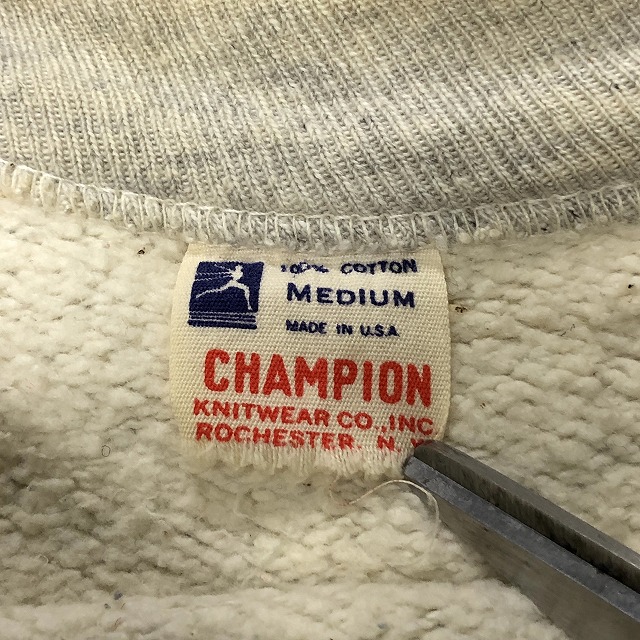 100% COTTON
MEDIUM
MADE IN U.S.A
CHAMPION
KNITWEAR CO.,INC
ROCHESTER, N.